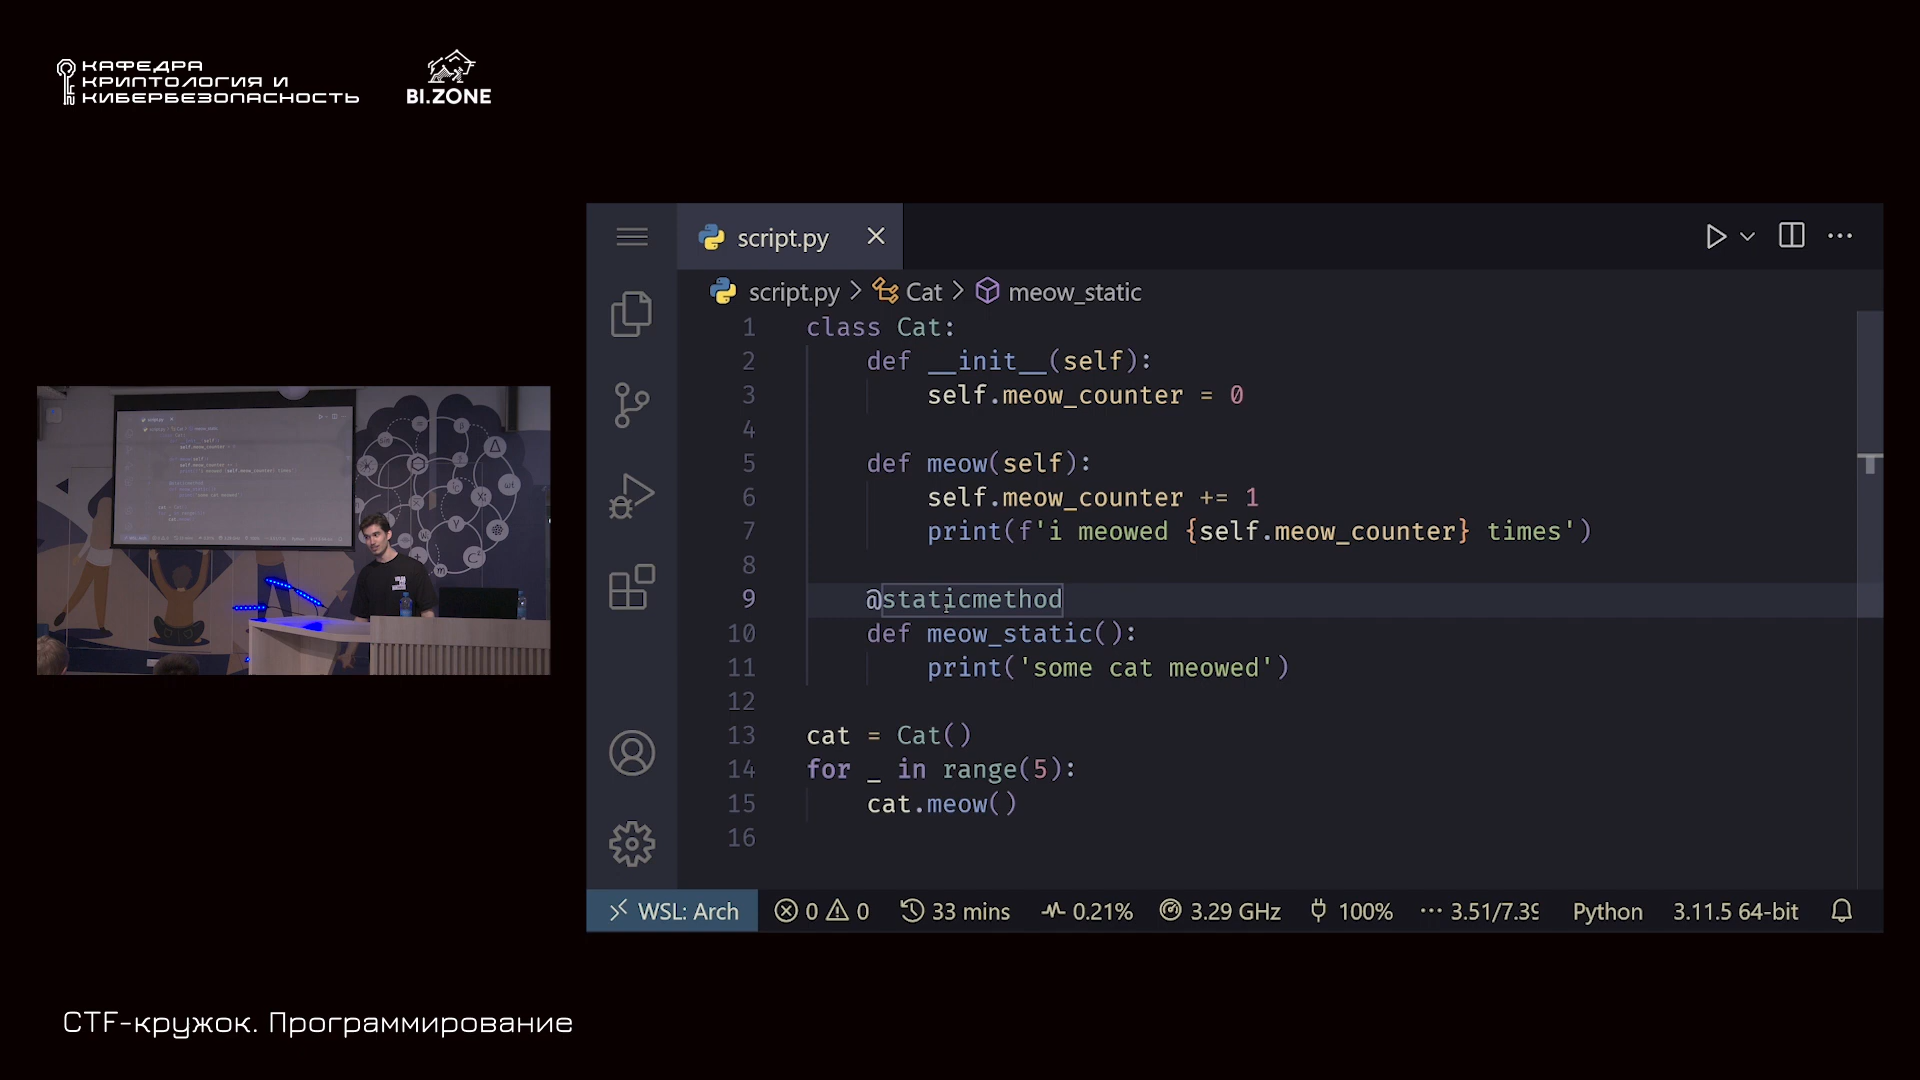 КАФЕДРА
КРИПТОЛОГИЯ И
КИБЕРБЕЗОПАСНОСТЬ
BI.ZONE
script.py
script.py > Cat > meow_static
1 class Cat:
2 def __init__(self):
3 self.meow_counter = 0
4
5 def meow(self):
6 self.meow_counter += 1
7 print(f'i meowed {self.meow_counter} times')
8
9 @staticmethod
10 def meow_static():
11 print('some cat meowed')
12
13 cat = Cat()
14 for _ in range(5):
15 cat.meow()
16
WSL: Arch 0 0 33 mins 0.21% 3.29 GHz 100% ··· 3.51/7.39 Python 3.11.5 64-bit
CTF-кружок. Программирование